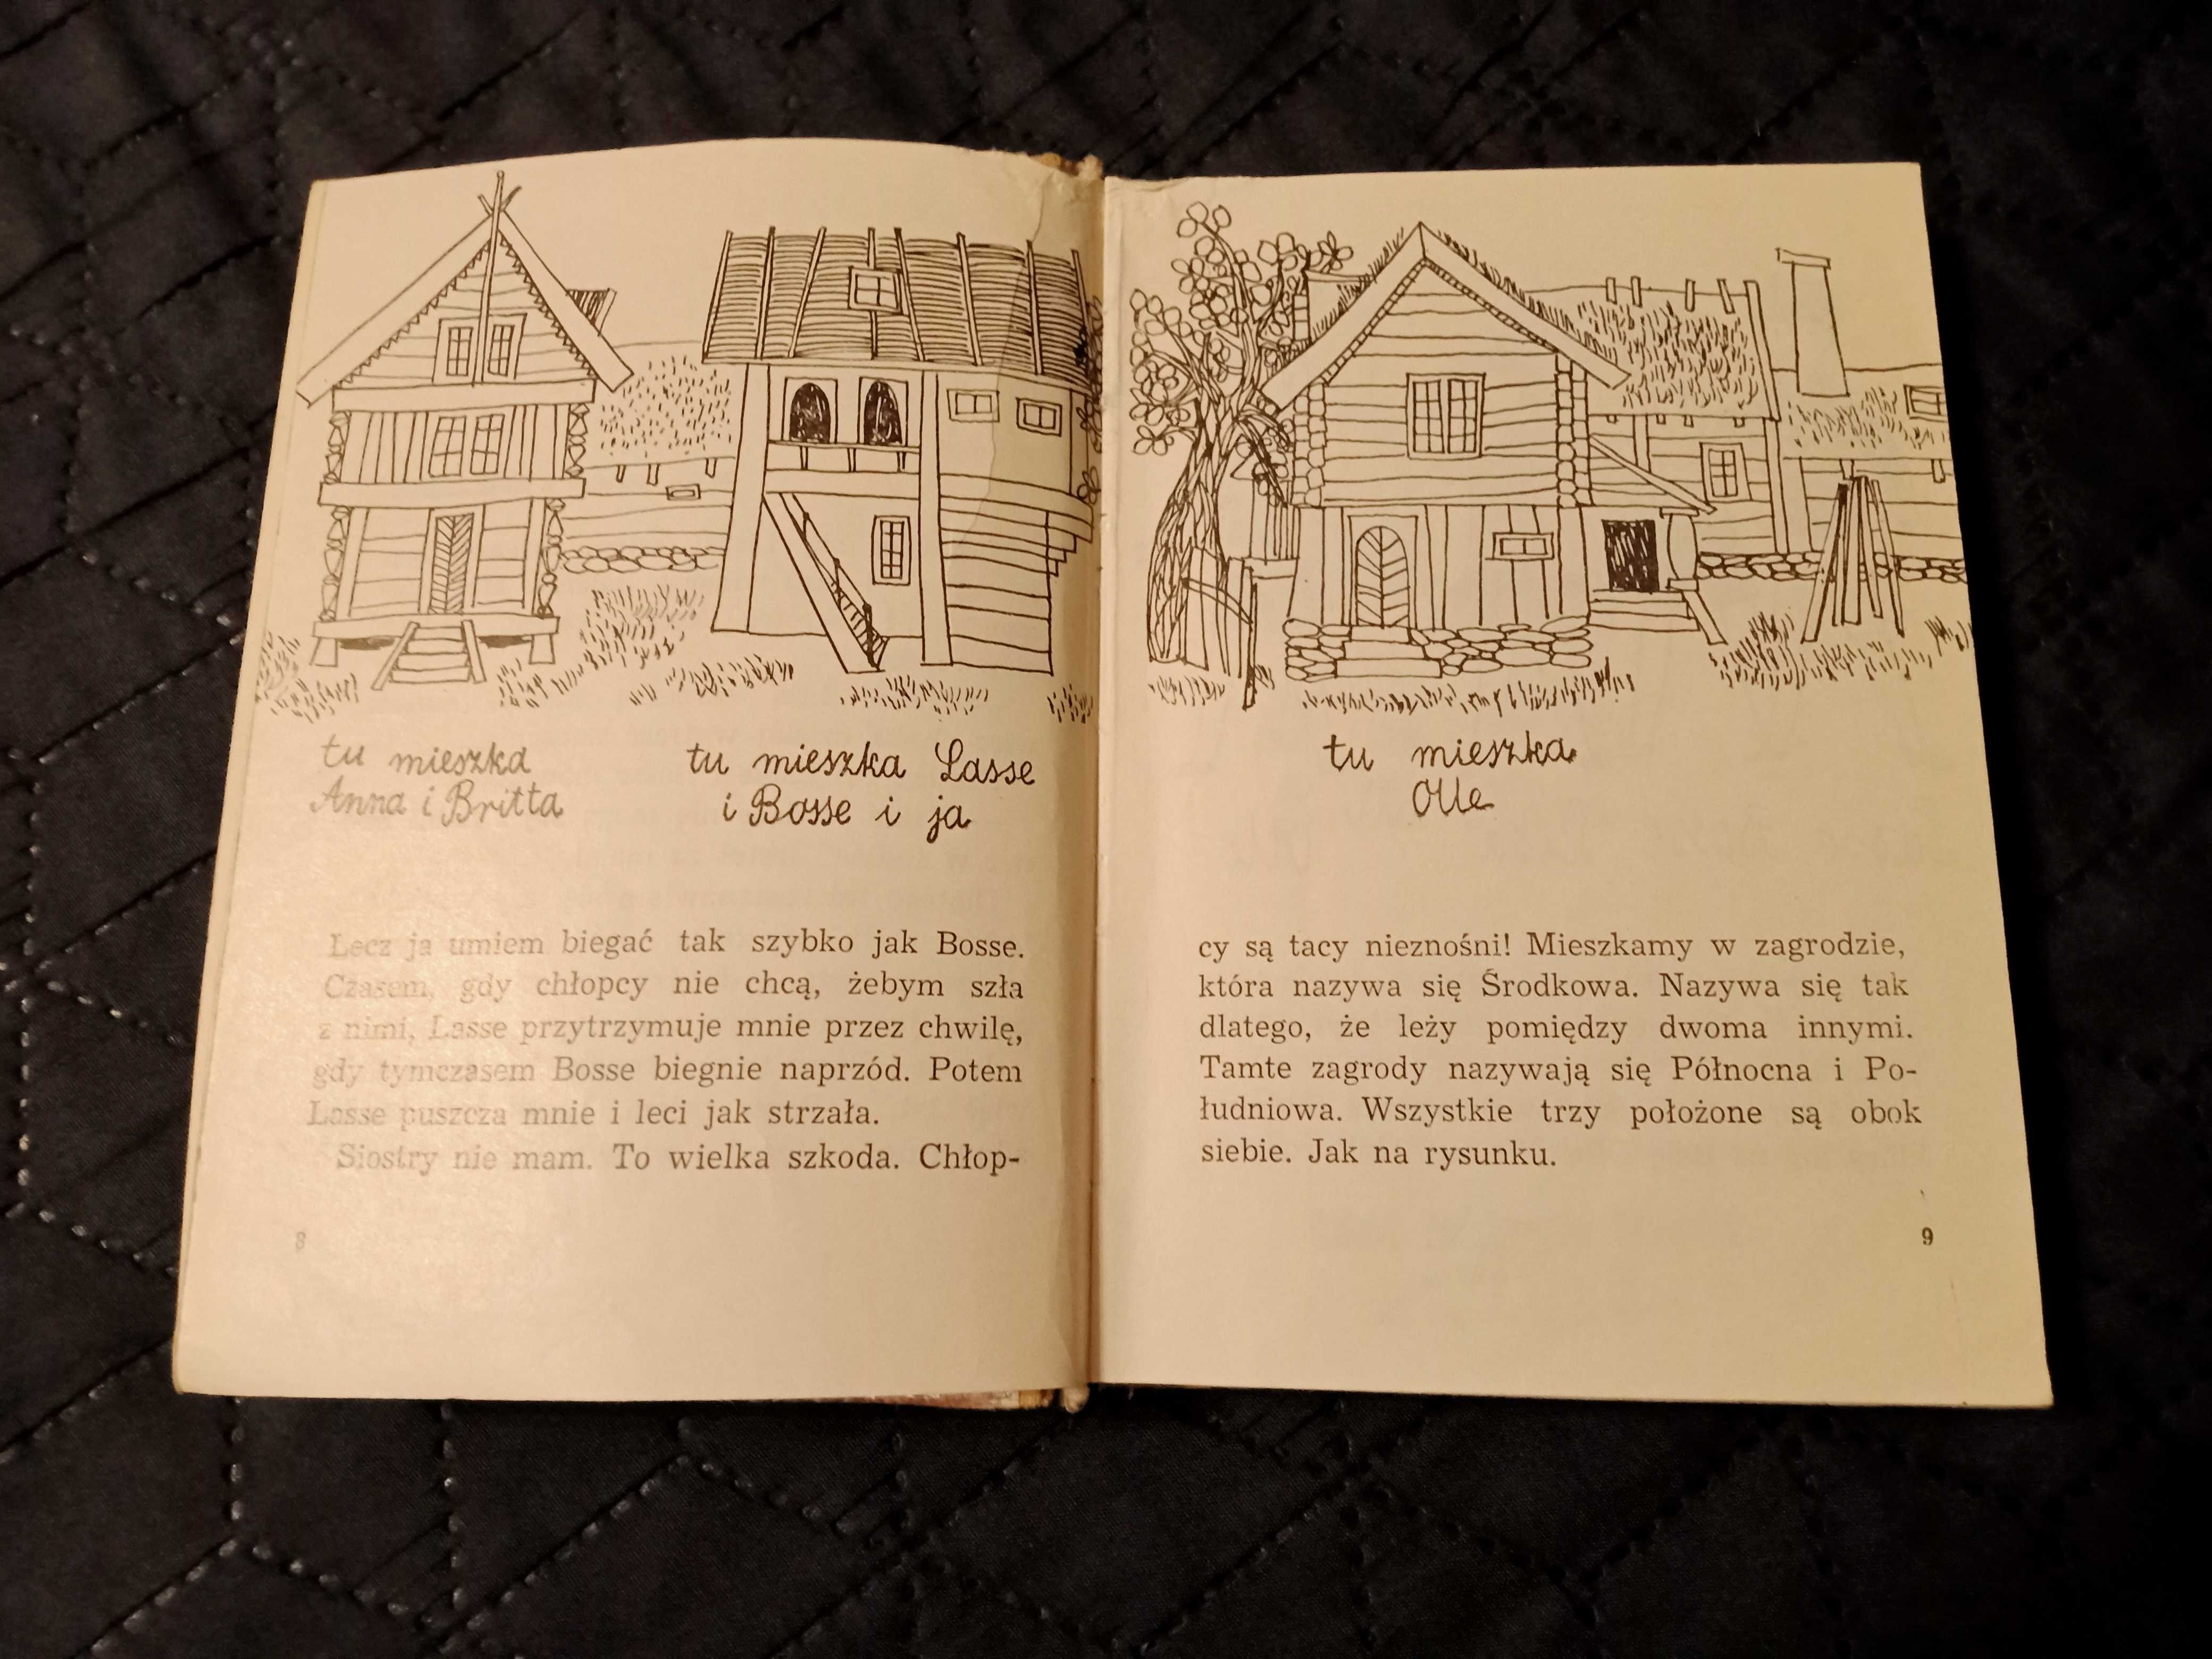 tu mieszka
Anna i Britta
tu mieszka Lasse
i Bosse i ja
Lecz ja umiem biegać tak szybko jak Bosse.
Czasem, gdy chłopcy nie chcą, żebym szła
z nimi, Lasse przytrzymuje mnie przez chwilę,
gdy tymczasem Bosse biegnie naprzód. Potem
Lasse puszcza mnie i leci jak strzała.
Siostry nie mam. To wielka szkoda. Chłop-
8
tu mieszka
Olle
cy są tacy nieznośni! Mieszkamy w zagrodzie,
która nazywa się Środkowa. Nazywa się tak
dlatego, że leży pomiędzy dwoma innymi.
Tamte zagrody nazywają się Północna i Po-
łudniowa. Wszystkie trzy położone są obok
siebie. Jak na rysunku.
9